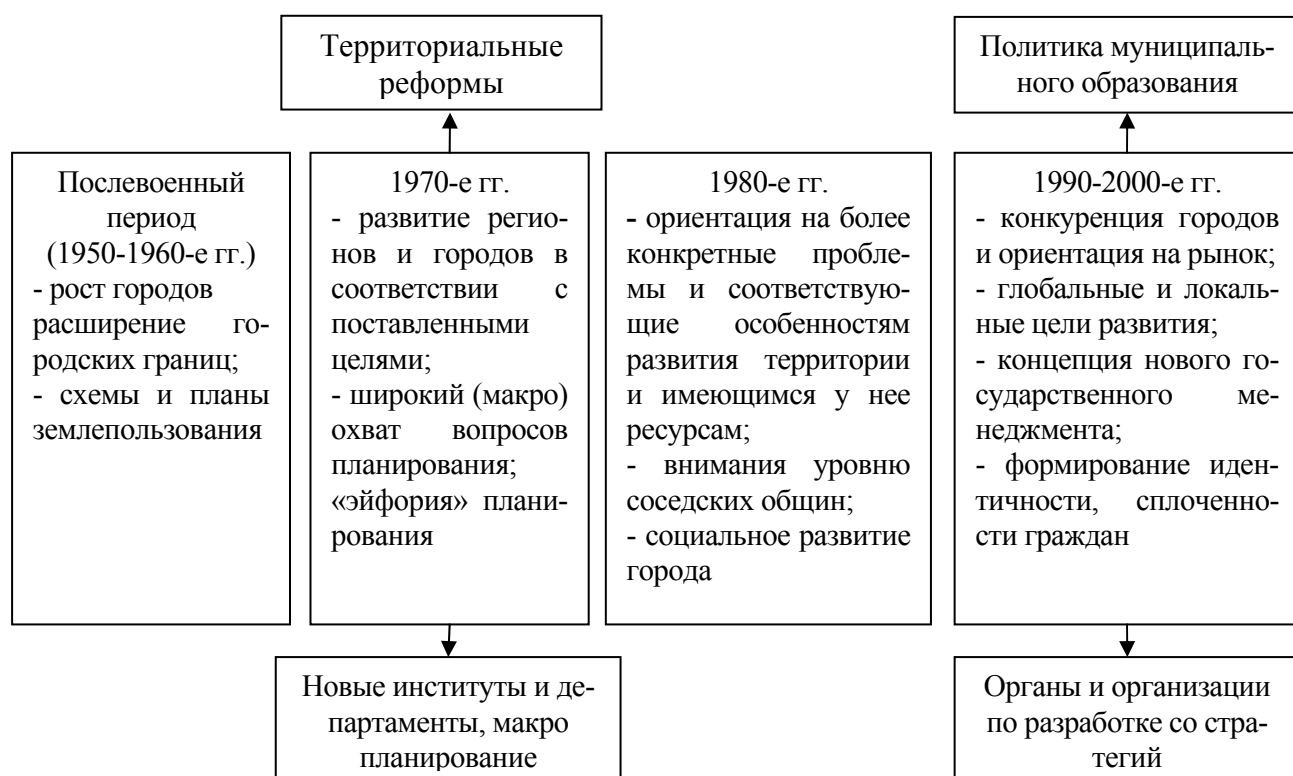 Территориальные
реформы
Политика муниципаль-
ного образования
Послевоенный
период
(1950-1960-е гг.)
- рост городов
расширение го-
родских границ;
- схемы и планы
землепользования
1970-е гг.
- развитие регио-
нов и городов в
соответствии с
поставленными
целями;
- широкий (макро)
охват вопросов
планирования;
«эйфория» плани-
рования
1980-е гг.
- ориентация на более
конкретные пробле-
мы и соответствую-
щие особенностям
развития территории
и имеющимся у нее
ресурсам;
- внимания уровню
соседских общин;
- социальное развитие
города
1990-2000-е гг.
- конкуренция городов
и ориентация на рынок;
- глобальные и локаль-
ные цели развития;
- концепция нового го-
сударственного ме-
неджмента;
- формирование иден-
тичности, сплоченно-
сти граждан
Новые институты и де-
партаменты, макро
планирование
Органы и организации
по разработке со стра-
тегий